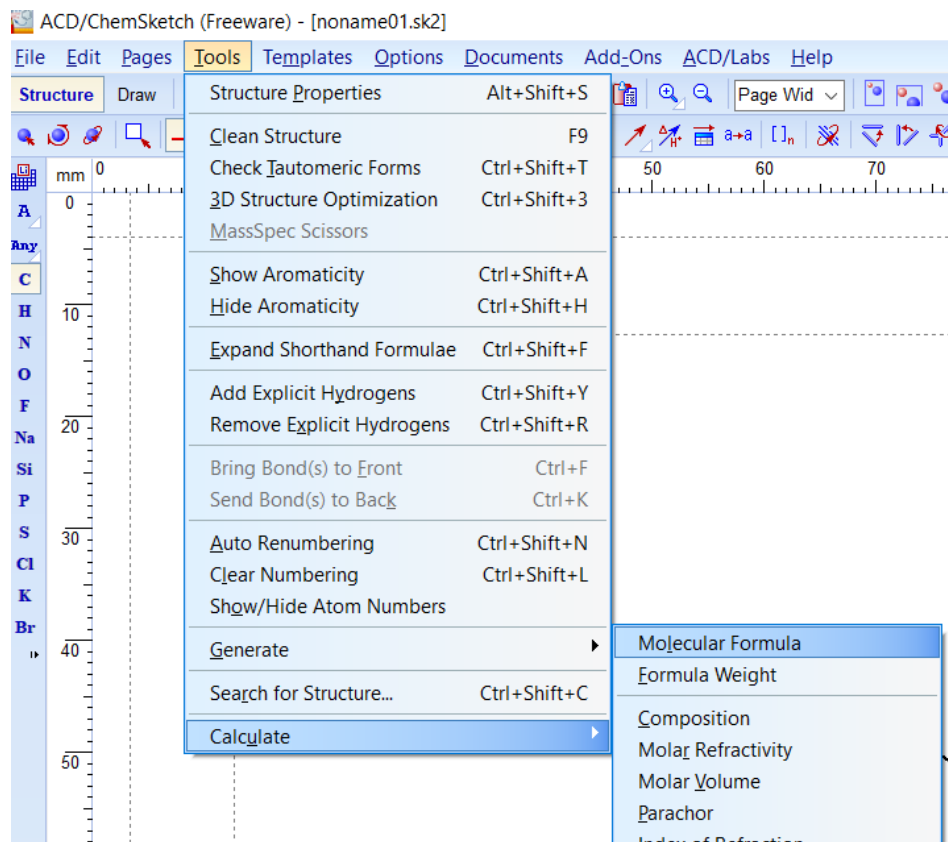 ACD/ChemSketch (Freeware) - [noname01.sk2]
File Edit Pages Tools Templates Options Documents Add-Ons ACD/Labs Help
Structure Draw Page Wid
mm 0 50 60 70
Structure Properties Alt+Shift+S
Clean Structure F9
Check Tautomeric Forms Ctrl+Shift+T
3D Structure Optimization Ctrl+Shift+3
MassSpec Scissors
Show Aromaticity Ctrl+Shift+A
Hide Aromaticity Ctrl+Shift+H
Expand Shorthand Formulae Ctrl+Shift+F
Add Explicit Hydrogens Ctrl+Shift+Y
Remove Explicit Hydrogens Ctrl+Shift+R
Bring Bond(s) to Front Ctrl+F
Send Bond(s) to Back Ctrl+K
Auto Renumbering Ctrl+Shift+N
Clear Numbering Ctrl+Shift+L
Show/Hide Atom Numbers
Generate
Search for Structure... Ctrl+Shift+C
Calculate
Molecular Formula
Formula Weight
Composition
Molar Refractivity
Molar Volume
Parachor
Index of Refraction
A
Any
C
H
N
O
F
Na
Si
P
S
Cl
K
Br
0
10
20
30
40
50